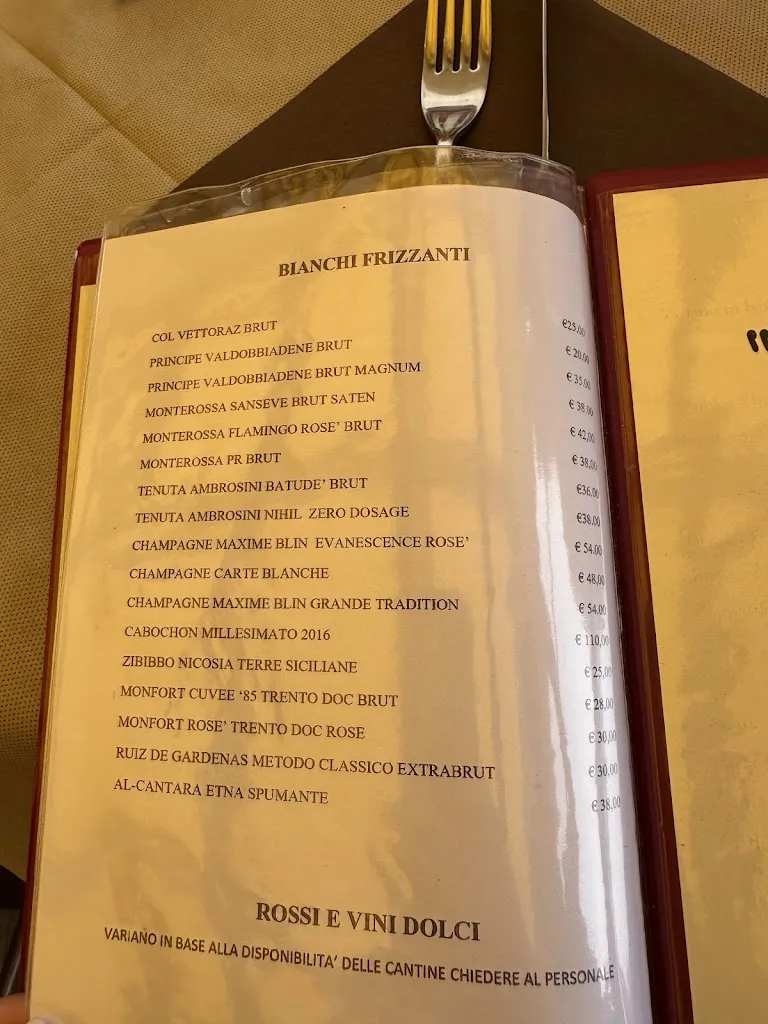 BIANCHI FRIZZANTI
COL VETTORAZ BRUT €25,00
PRINCIPE VALDOBBIADENE BRUT € 20,00
PRINCIPE VALDOBBIADENE BRUT MAGNUM € 35,00
MONTEROSSA SANSEVE BRUT SATEN € 38.00
MONTEROSSA FLAMINGO ROSE' BRUT € 42,00
MONTEROSSA PR BRUT € 38,00
TENUTA AMBROSINI BATUDE' BRUT €36.00
TENUTA AMBROSINI NIHIL ZERO DOSAGE €38.00
CHAMPAGNE MAXIME BLIN EVANESCENCE ROSE' € 54.00
CHAMPAGNE CARTE BLANCHE € 48,00
CHAMPAGNE MAXIME BLIN GRANDE TRADITION € 54.00
CABOCHON MILLESIMATO 2016 € 110,00
ZIBIBBO NICOSIA TERRE SICILIANE € 25,00
MONFORT CUVEE '85 TRENTO DOC BRUT € 28,00
MONFORT ROSE' TRENTO DOC ROSE € 30,00
RUIZ DE GARDENAS METODO CLASSICO EXTRABRUT € 30.00
AL-CANTARA ETNA SPUMANTE € 38,00
ROSSI E VINI DOLCI
VARIANO IN BASE ALLA DISPONIBILITA' DELLE CANTINE CHIEDERE AL PERSONALE